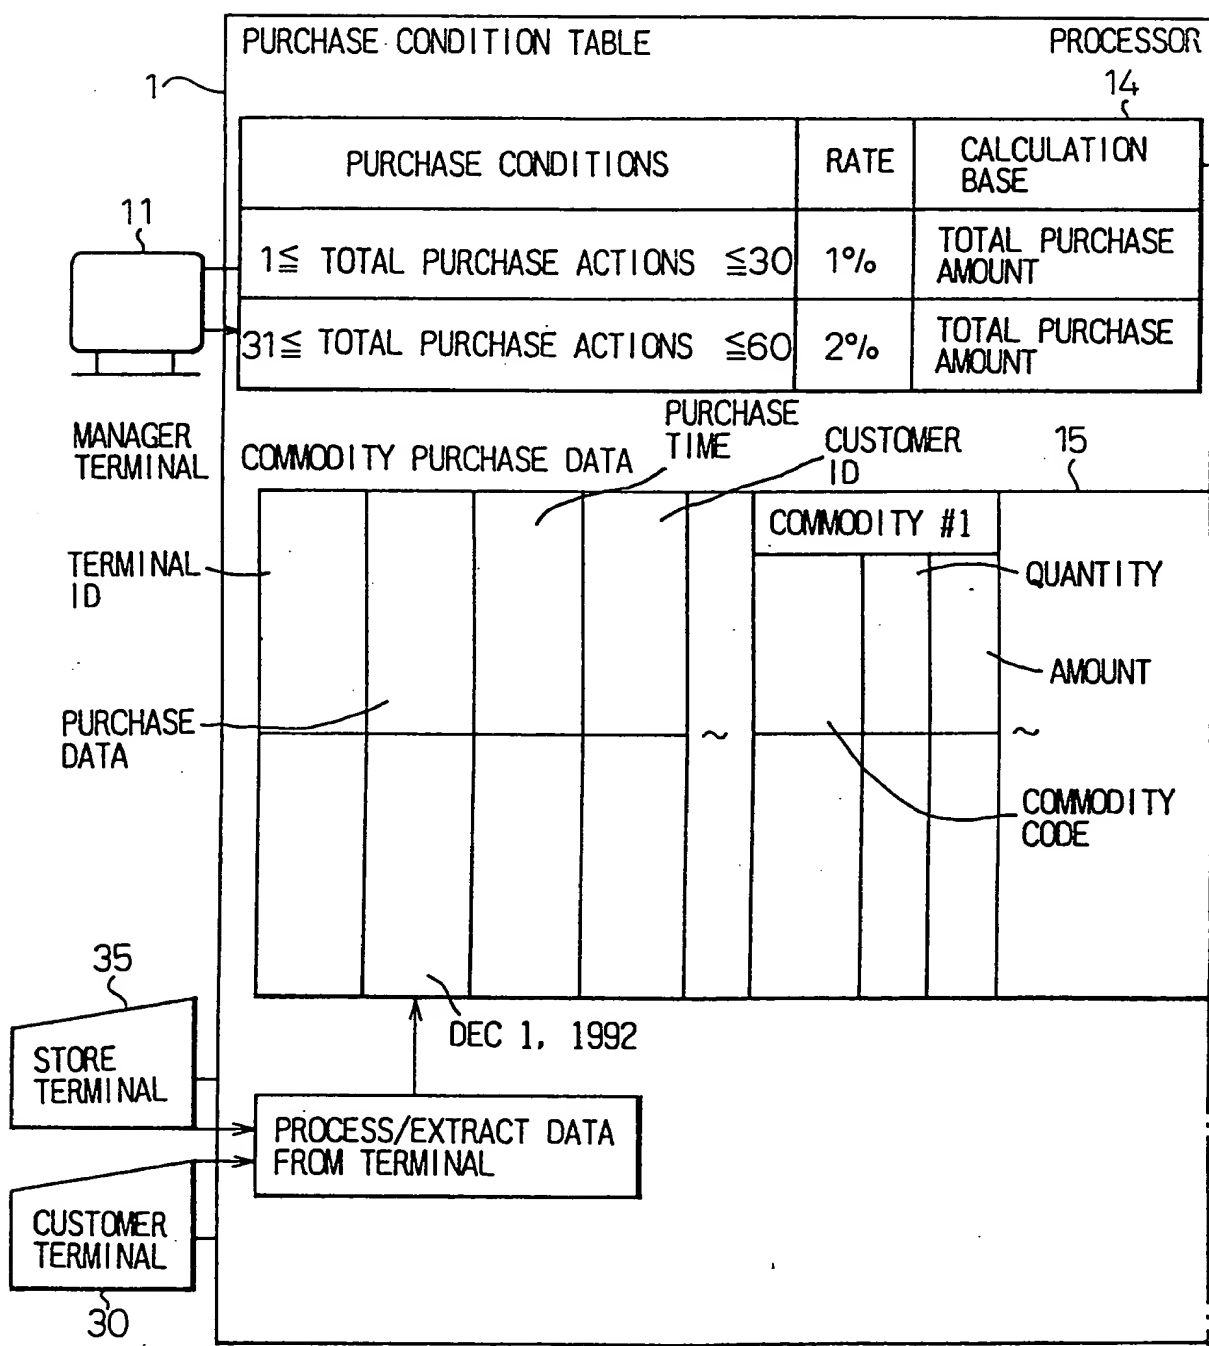 PURCHASE CONDITION TABLE
PROCESSOR
1
14
PURCHASE CONDITIONS
RATE
CALCULATION
BASE
11
1≦ TOTAL PURCHASE ACTIONS ≦30
1%
TOTAL PURCHASE
AMOUNT
31≦ TOTAL PURCHASE ACTIONS ≦60
2%
TOTAL PURCHASE
AMOUNT
MANAGER
TERMINAL
COMMODITY PURCHASE DATA
PURCHASE
TIME
CUSTOMER
ID
15
COMMODITY #1
TERMINAL
ID
QUANTITY
AMOUNT
PURCHASE
DATA
~
~
COMMODITY
CODE
35
DEC 1, 1992
STORE
TERMINAL
PROCESS/EXTRACT DATA
FROM TERMINAL
CUSTOMER
TERMINAL
30